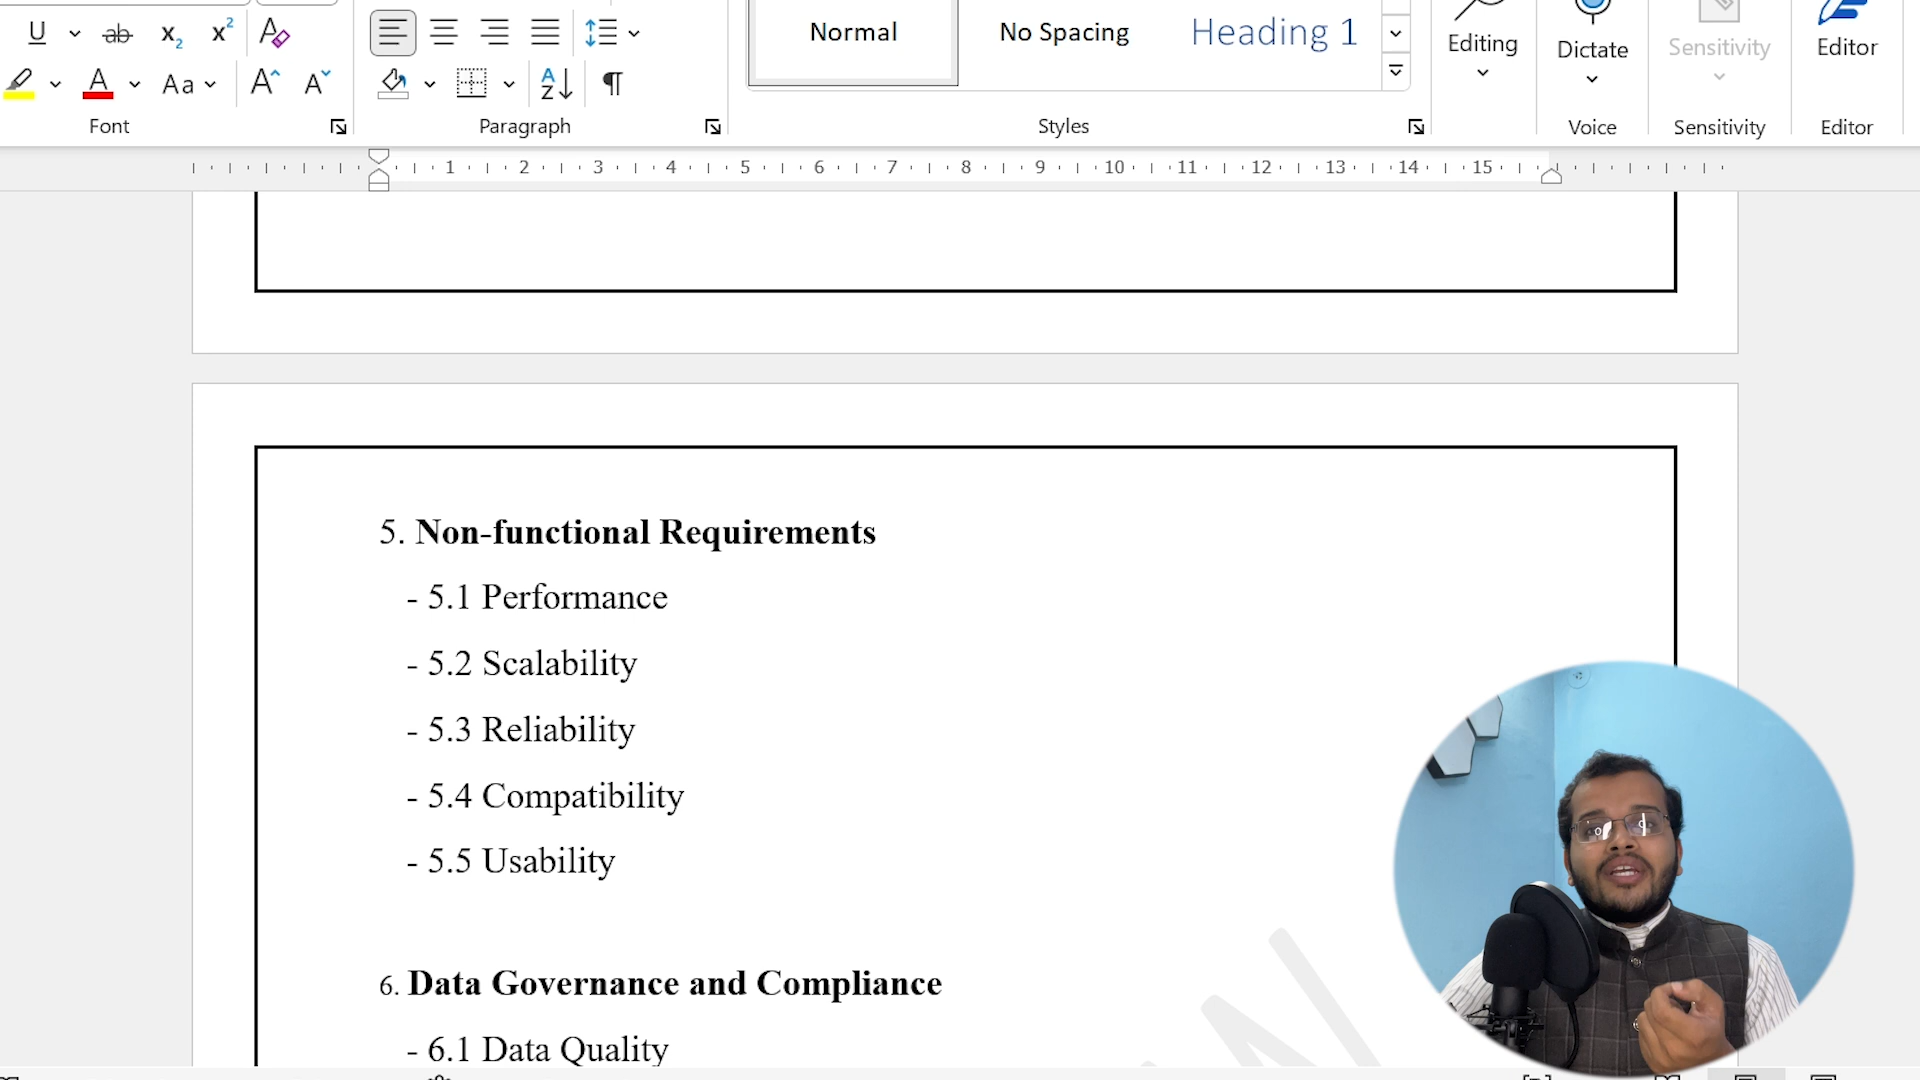 Normal
No Spacing
Heading 1
Editing
Dictate
Sensitivity
Editor
Font
Paragraph
Styles
Voice
Sensitivity
Editor
1 2 3 4 5 6 7 8 9 10 11 12 13 14 15
5. Non-functional Requirements
- 5.1 Performance
- 5.2 Scalability
- 5.3 Reliability
- 5.4 Compatibility
- 5.5 Usability
6. Data Governance and Compliance
- 6.1 Data Quality